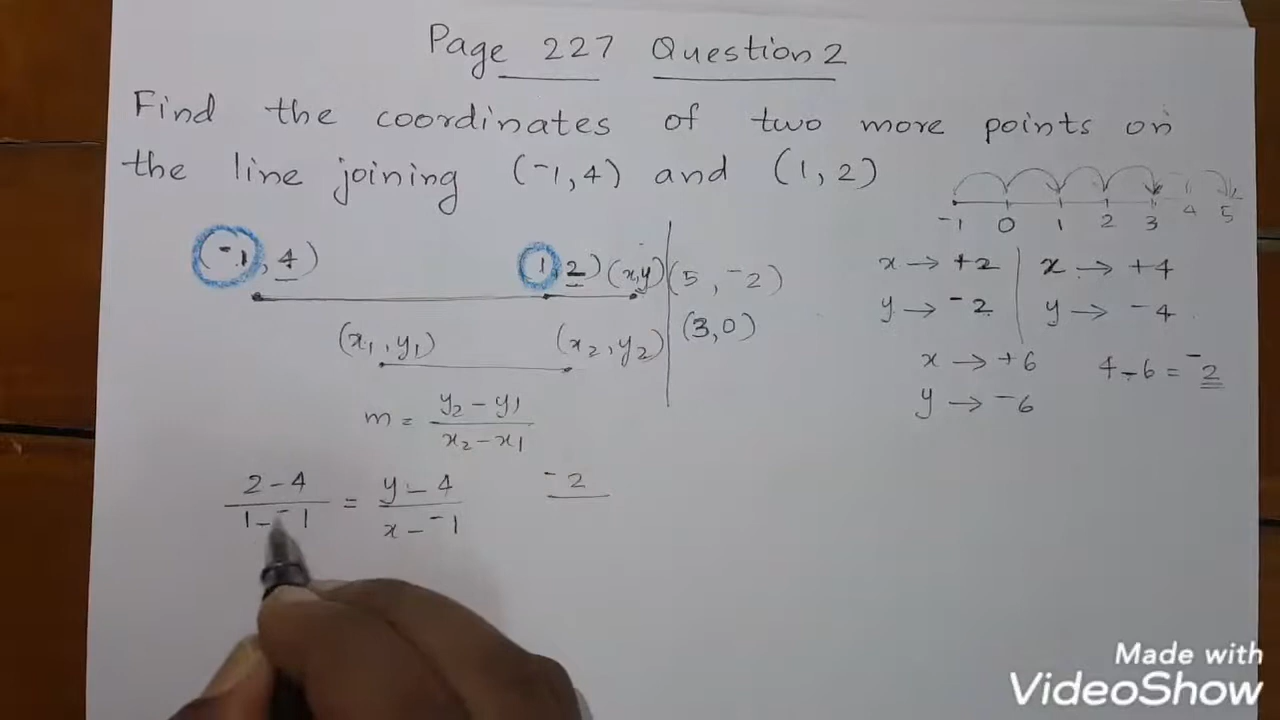 Page 227 Question 2
Find the coordinates of two more points on
the line joining (⁻1, 4) and (1, 2)
-1 0 1 2 3 4 5
(⁻1, 4)
1, 2) (x, y) (5, ⁻2)
(3, 0)
(x₁, y₁) (x₂, y₂)
x → +2 x → +4
y → ⁻2 y → -4
x → +6 4-6 = ⁻2
y → ⁻6
m = y₂ - y₁ / x₂ - x₁
2 - 4 / 1 - ⁻1 = y - 4 / x - ⁻1
⁻2
Made with
VideoShow